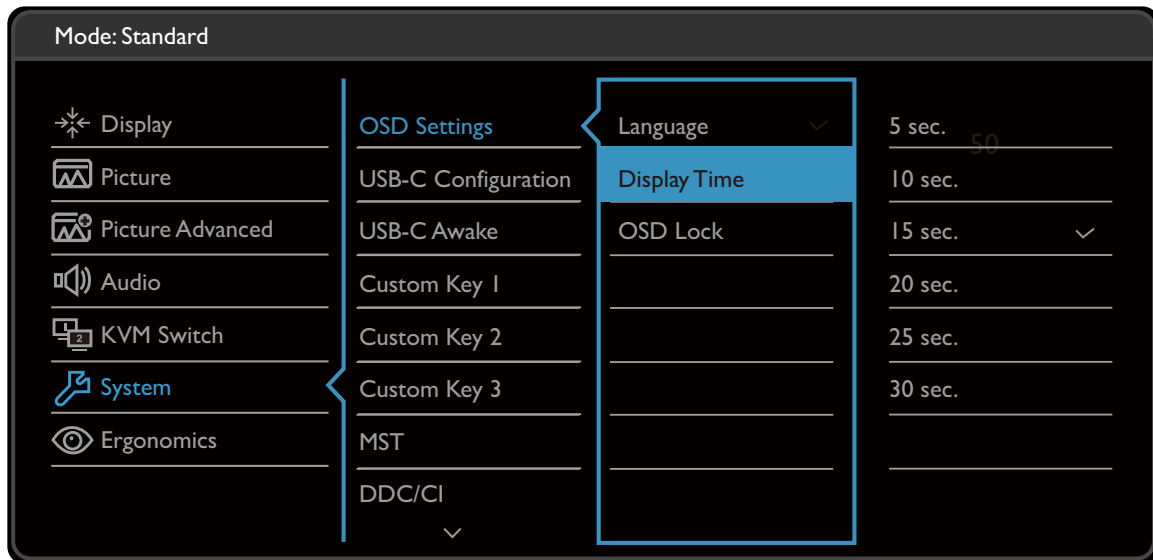 Mode: Standard
Display
Picture
Picture Advanced
Audio
KVM Switch
System
Ergonomics
OSD Settings
USB-C Configuration
USB-C Awake
Custom Key 1
Custom Key 2
Custom Key 3
MST
DDC/CI
Language
Display Time
OSD Lock
5 sec.
50
10 sec.
15 sec.
20 sec.
25 sec.
30 sec.